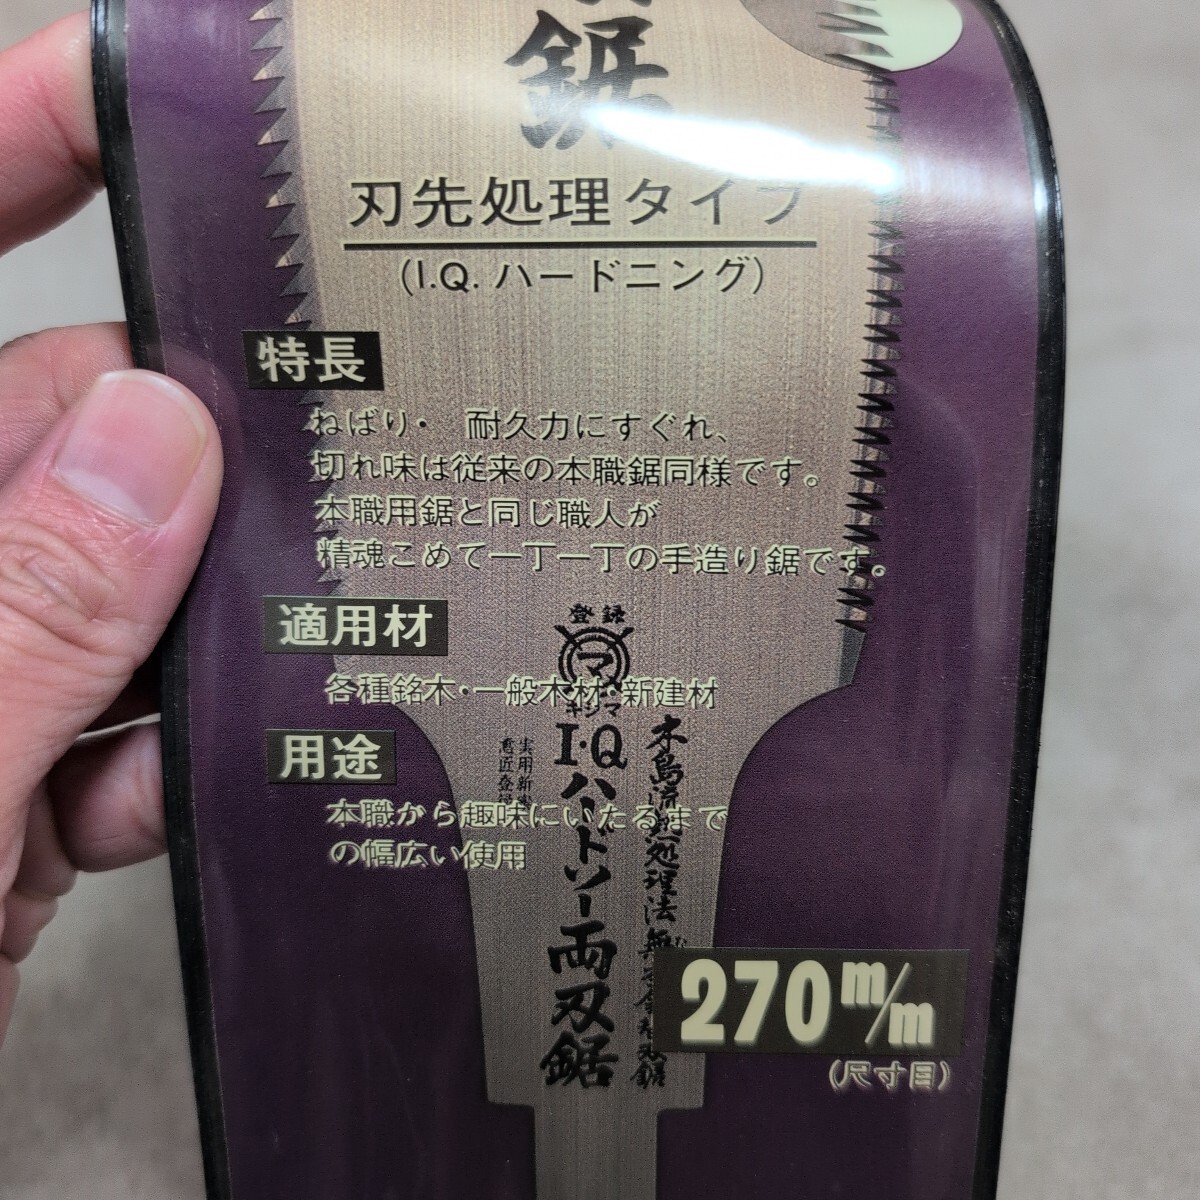 鋸
刃先処理タイプ
(I.Q. ハードニング)
特長
ねばり・ 耐久力にすぐれ、
切れ味は従来の本職鋸同様です。
本職用鋸と同じ職人が
精魂こめて一丁一丁の手造り鋸です。
適用材
各種銘木・一般木材・新建材
用途
本職から趣味にいたるまで
の幅広い使用
登録
マ
キジマ
I・Q
ハードソー両刃鋸
270m/m
(尺寸目)